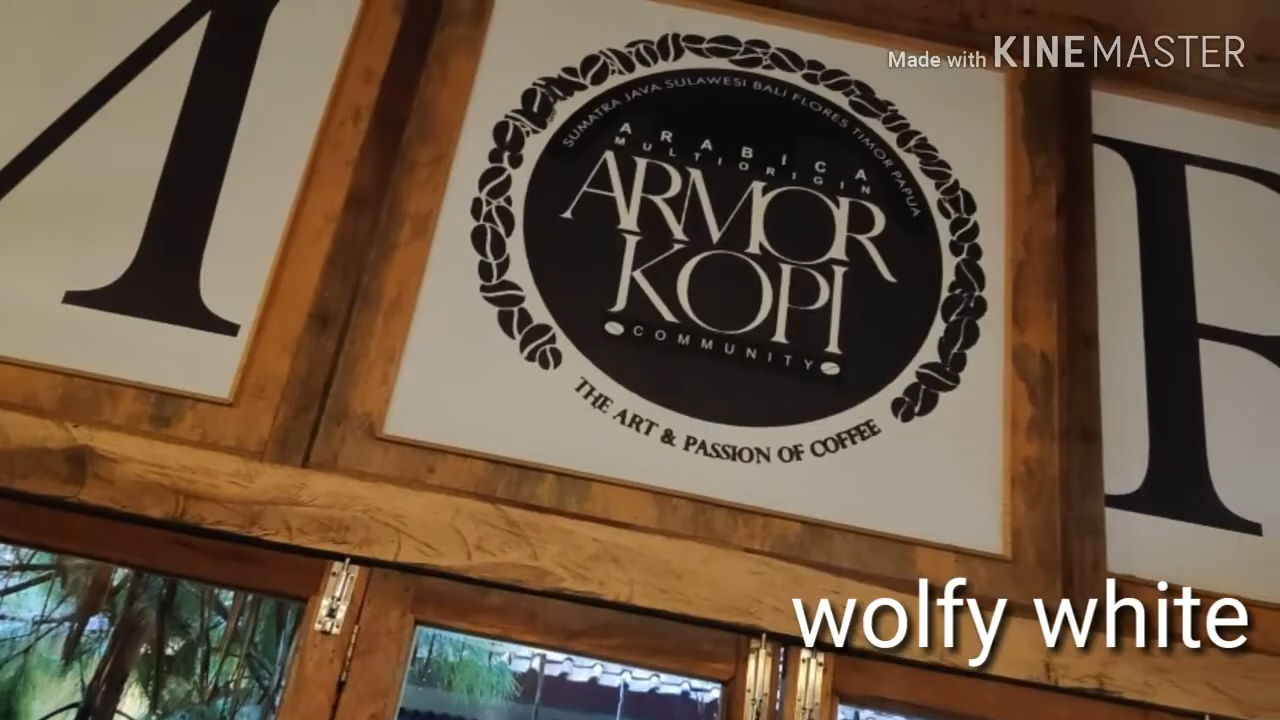 Made with KINEMASTER
SUMATRA JAVA SULAWESI BALI FLORES TIMOR PAPUA
ARABICA
MULTIORIGIN
ARMOR
KOPI
COMMUNITY
THE ART & PASSION OF COFFEE
wolfy white